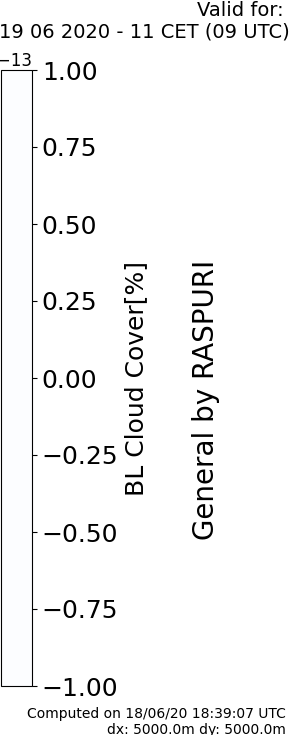 Valid for:
19 06 2020 - 11 CET (09 UTC)
−13
1.00
0.75
0.50
0.25
0.00
−0.25
−0.50
−0.75
−1.00
BL Cloud Cover[%]
General by RASPURI
Computed on 18/06/20 18:39:07 UTC
dx: 5000.0m dy: 5000.0m